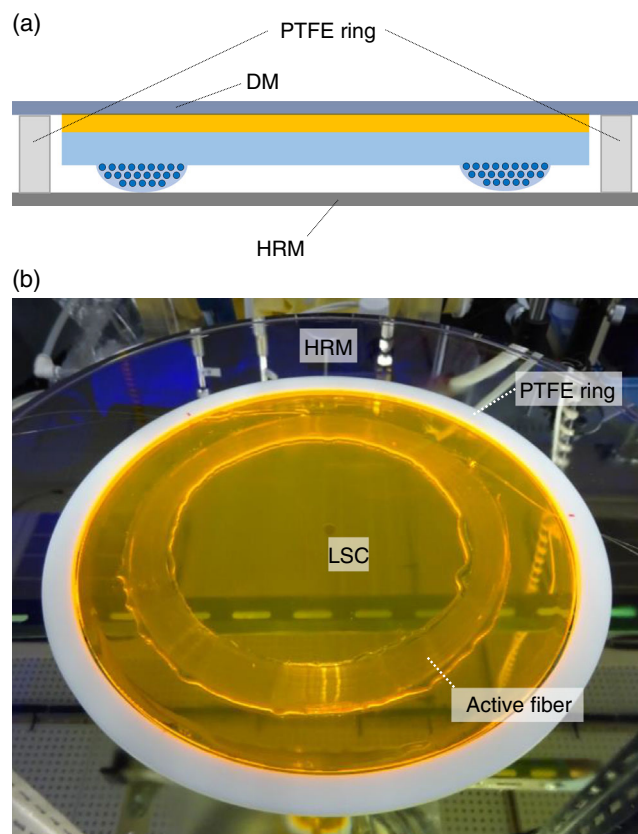 (a)
PTFE ring
DM
HRM
(b)
HRM
PTFE ring
LSC
Active fiber